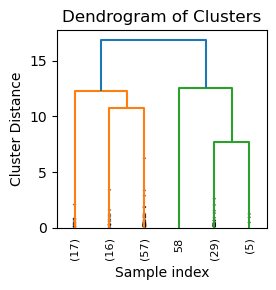 Dendrogram of Clusters
Cluster Distance
15
10
5
0
(17) (16) (57) 58 (29) (5)
Sample index